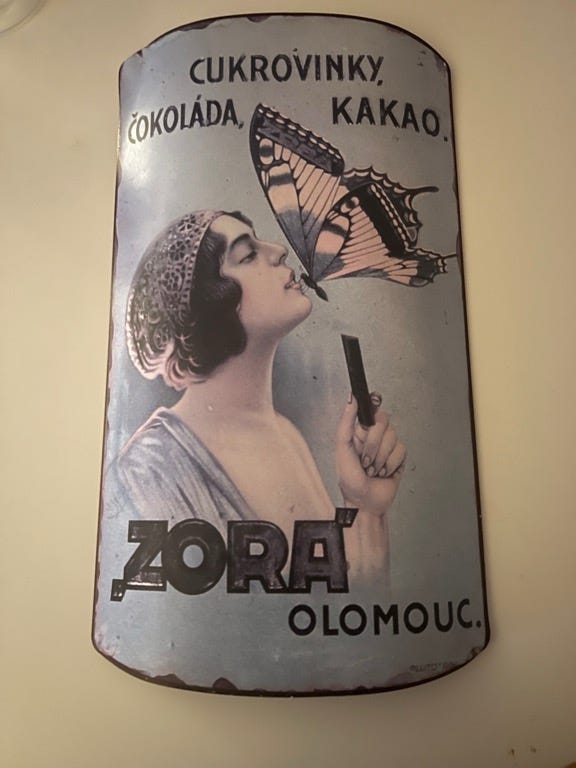 CUKROVINKY,
ČOKOLÁDA, KAKAO.
„ZORA"
OLOMOUC.